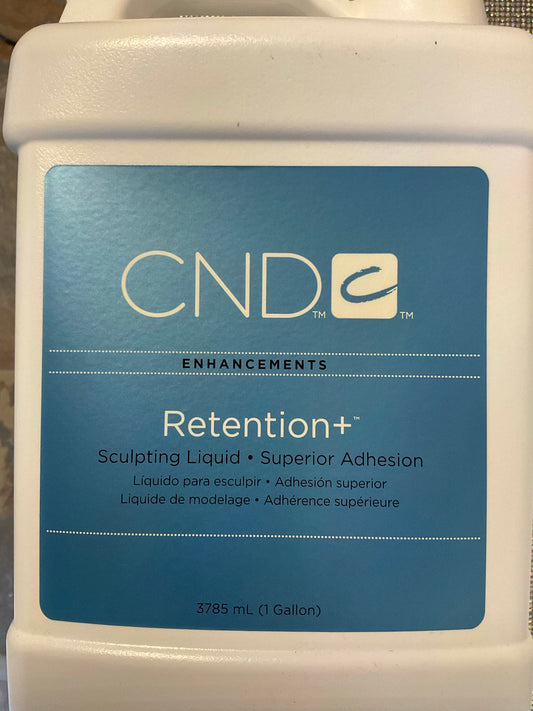 CND™ C™
ENHANCEMENTS
Retention+™
Sculpting Liquid • Superior Adhesion
Líquido para esculpir • Adhesión superior
Liquide de modelage • Adhérence supérieure
3785 mL (1 Gallon)